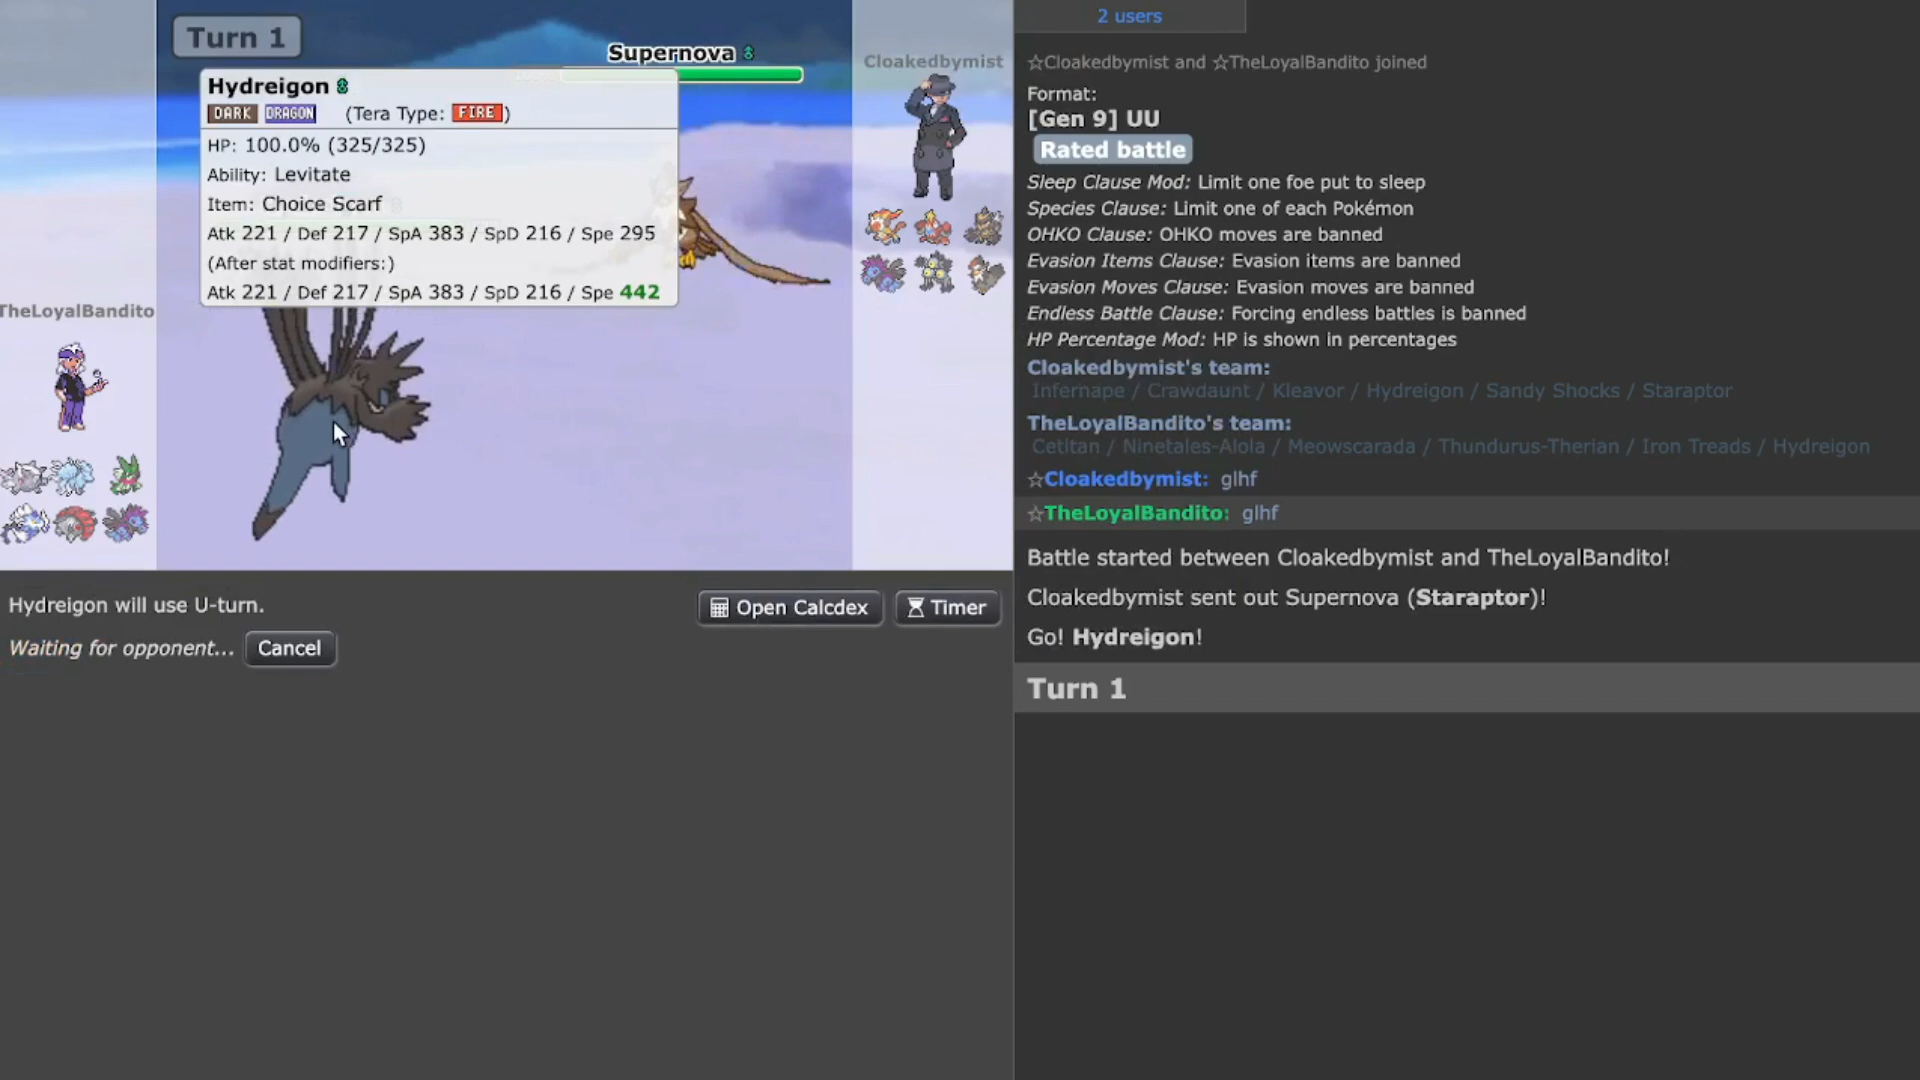 Turn 1
Supernova
Hydreigon
DARK DRAGON (Tera Type: FIRE )
HP: 100.0% (325/325)
Ability: Levitate
Item: Choice Scarf
Atk 221 / Def 217 / SpA 383 / SpD 216 / Spe 295
(After stat modifiers:)
Atk 221 / Def 217 / SpA 383 / SpD 216 / Spe 442
TheLoyalBandito
Cloakedbymist
Hydreigon will use U-turn.
Waiting for opponent... Cancel
Open Calcdex
Timer
2 users
☆Cloakedbymist and ☆TheLoyalBandito joined
Format:
[Gen 9] UU
Rated battle
Sleep Clause Mod: Limit one foe put to sleep
Species Clause: Limit one of each Pokémon
OHKO Clause: OHKO moves are banned
Evasion Items Clause: Evasion items are banned
Evasion Moves Clause: Evasion moves are banned
Endless Battle Clause: Forcing endless battles is banned
HP Percentage Mod: HP is shown in percentages
Cloakedbymist's team:
Infernape / Crawdaunt / Kleavor / Hydreigon / Sandy Shocks / Staraptor
TheLoyalBandito's team:
Cetitan / Ninetales-Alola / Meowscarada / Thundurus-Therian / Iron Treads / Hydreigon
☆Cloakedbymist: glhf
☆TheLoyalBandito: glhf
Battle started between Cloakedbymist and TheLoyalBandito!
Cloakedbymist sent out Supernova (Staraptor)!
Go! Hydreigon!
Turn 1